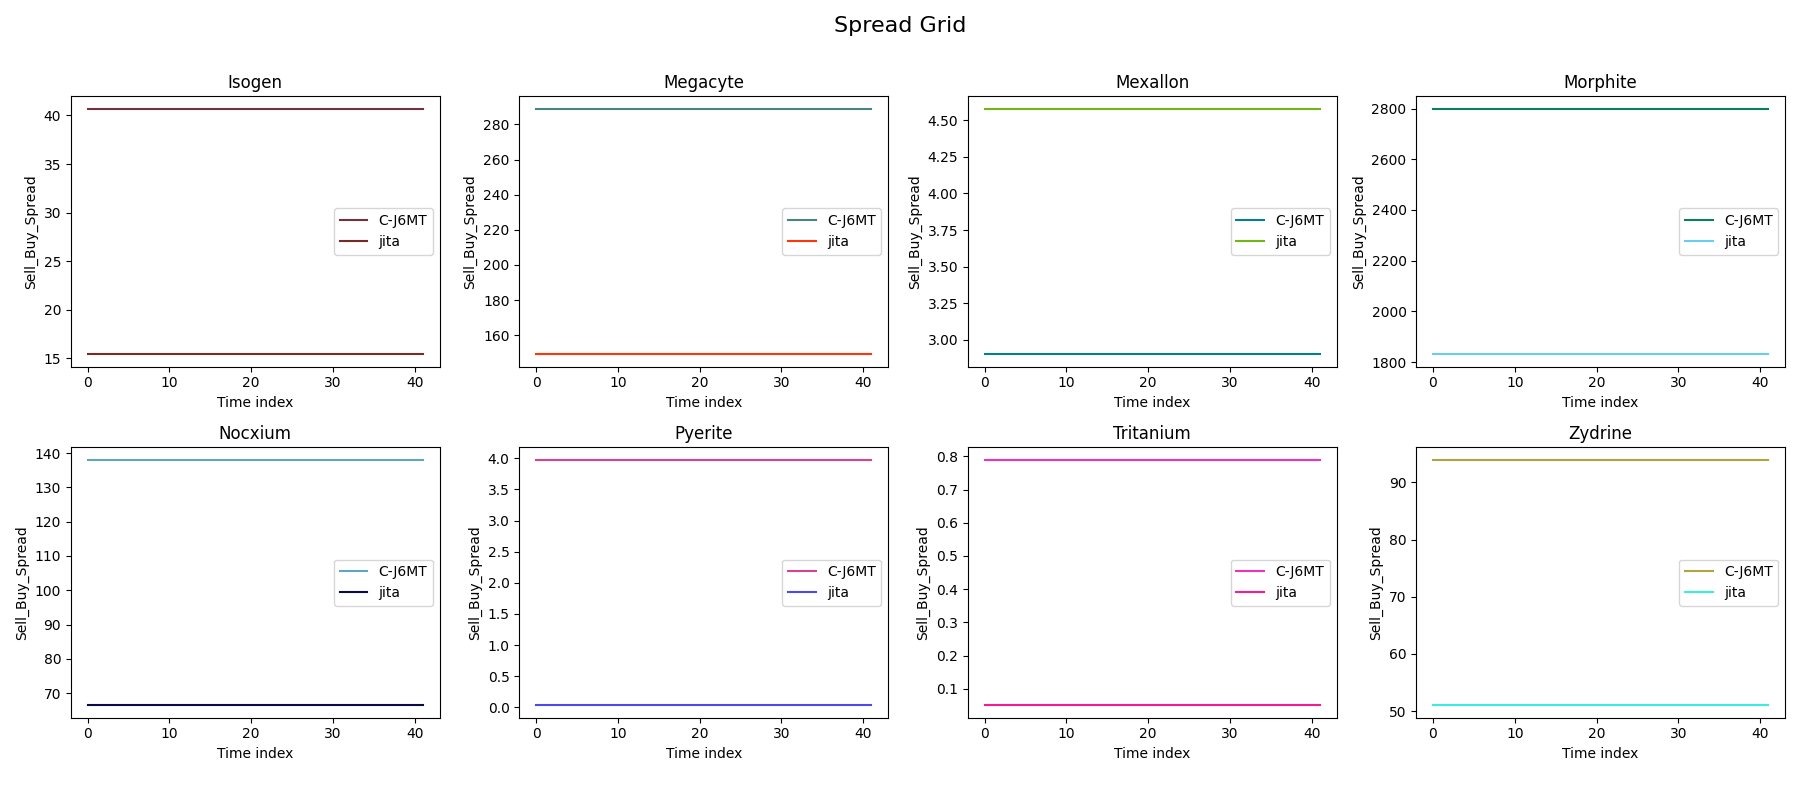 Spread Grid
Isogen
Sell_Buy_Spread
40
35
30
25
20
15
C-J6MT
jita
0 10 20 30 40
Time index
Megacyte
Sell_Buy_Spread
280
260
240
220
200
180
160
C-J6MT
jita
0 10 20 30 40
Time index
Mexallon
Sell_Buy_Spread
4.50
4.25
4.00
3.75
3.50
3.25
3.00
C-J6MT
jita
0 10 20 30 40
Time index
Morphite
Sell_Buy_Spread
2800
2600
2400
2200
2000
1800
C-J6MT
jita
0 10 20 30 40
Time index
Nocxium
Sell_Buy_Spread
140
130
120
110
100
90
80
70
C-J6MT
jita
0 10 20 30 40
Time index
Pyerite
Sell_Buy_Spread
4.0
3.5
3.0
2.5
2.0
1.5
1.0
0.5
0.0
C-J6MT
jita
0 10 20 30 40
Time index
Tritanium
Sell_Buy_Spread
0.8
0.7
0.6
0.5
0.4
0.3
0.2
0.1
C-J6MT
jita
0 10 20 30 40
Time index
Zydrine
Sell_Buy_Spread
90
80
70
60
50
C-J6MT
jita
0 10 20 30 40
Time index